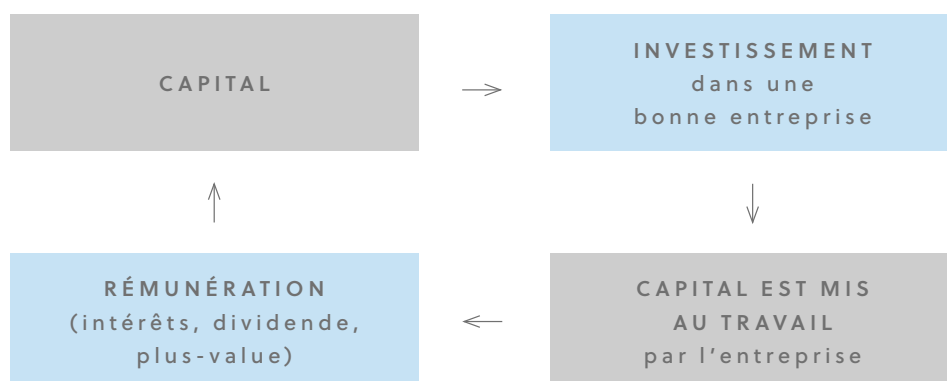 CAPITAL
INVESTISSEMENT
dans une
bonne entreprise
RÉMUNÉRATION
(intérêts, dividende,
plus-value)
CAPITAL EST MIS
AU TRAVAIL
par l'entreprise